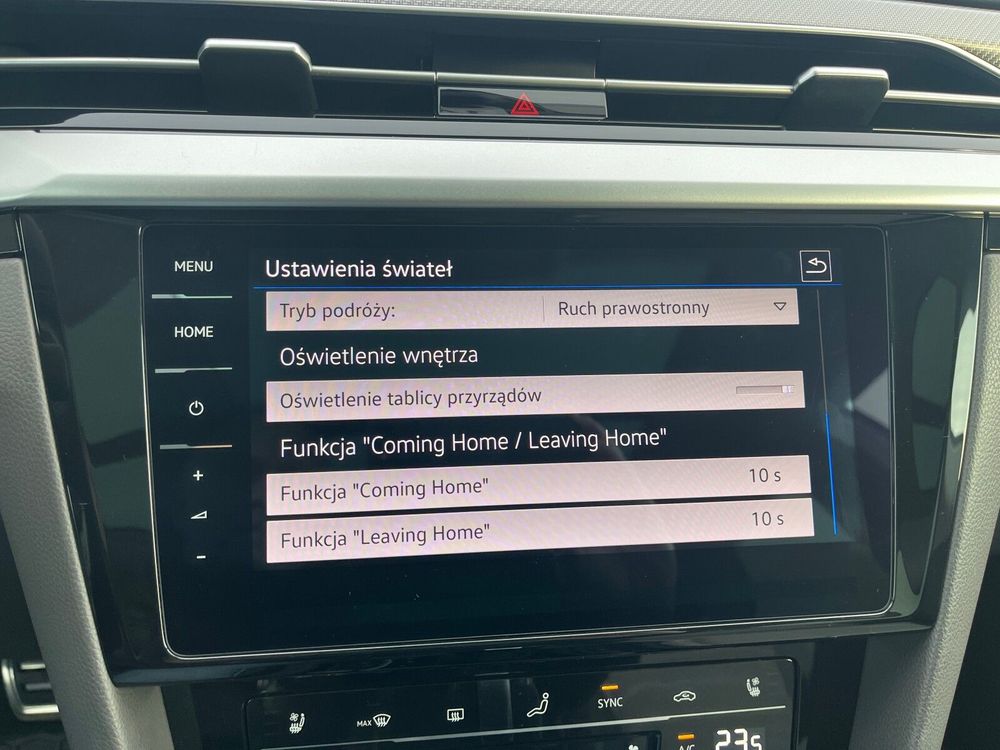 MENU
HOME
+
-
Ustawienia świateł
Tryb podróży: Ruch prawostronny
Oświetlenie wnętrza
Oświetlenie tablicy przyrządów
Funkcja "Coming Home / Leaving Home"
Funkcja "Coming Home" 10 s
Funkcja "Leaving Home" 10 s
MAX
SYNC
A/C
23.5